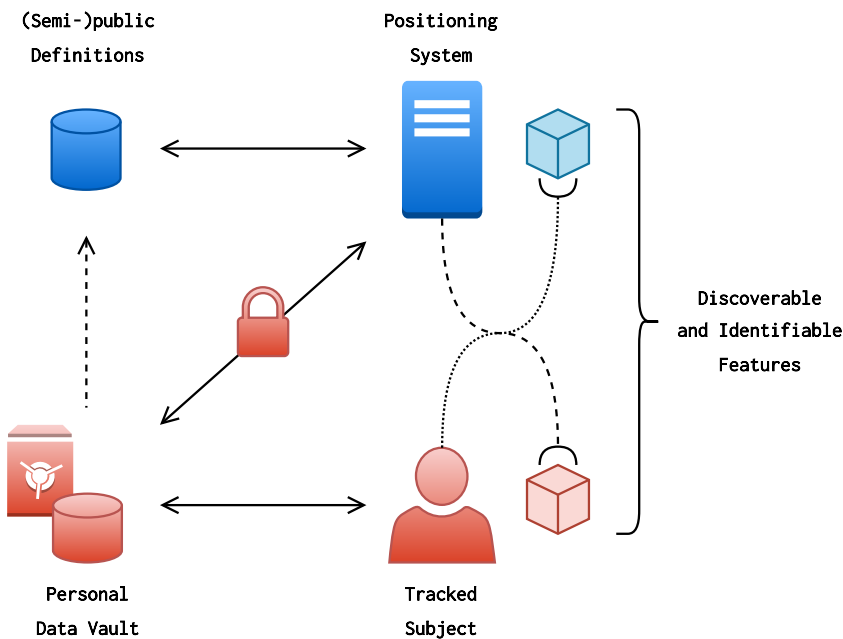 (Semi-)public
Definitions
Positioning
System
Discoverable
and Identifiable
Features
Personal
Data Vault
Tracked
Subject